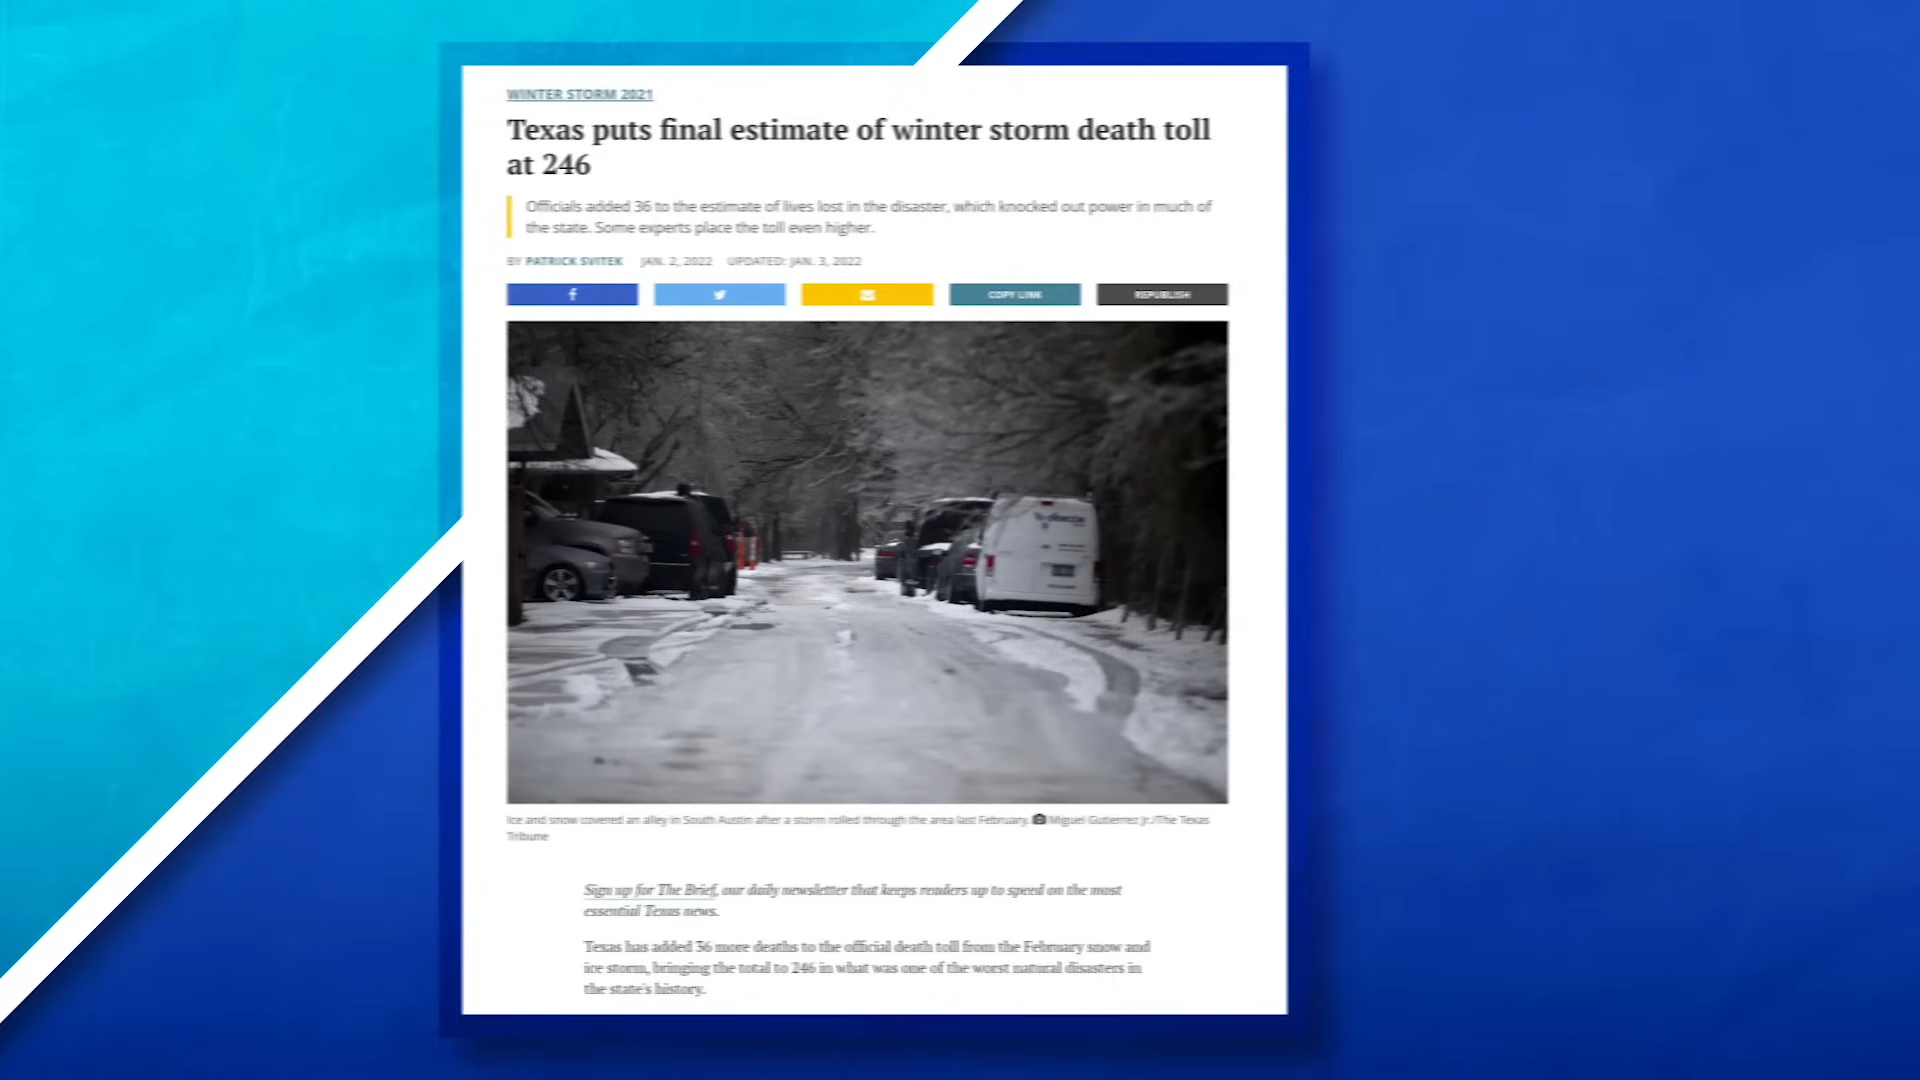 WINTER STORM 2021
Texas puts final estimate of winter storm death toll
at 246
Officials added 36 to the estimate of lives lost in the disaster, which knocked out power in much of
the state. Some experts place the toll even higher.
BY PATRICK SVITEK JAN. 2, 2022 UPDATED: JAN. 3, 2022
COPY LINK REPUBLISH
Ice and snow covered an alley in South Austin after a storm rolled through the area last February. Miguel Gutierrez Jr./The Texas
Tribune
Sign up for The Brief, our daily newsletter that keeps readers up to speed on the most
essential Texas news.
Texas has added 36 more deaths to the official death toll from the February snow and
ice storm, bringing the total to 246 in what was one of the worst natural disasters in
the state's history.